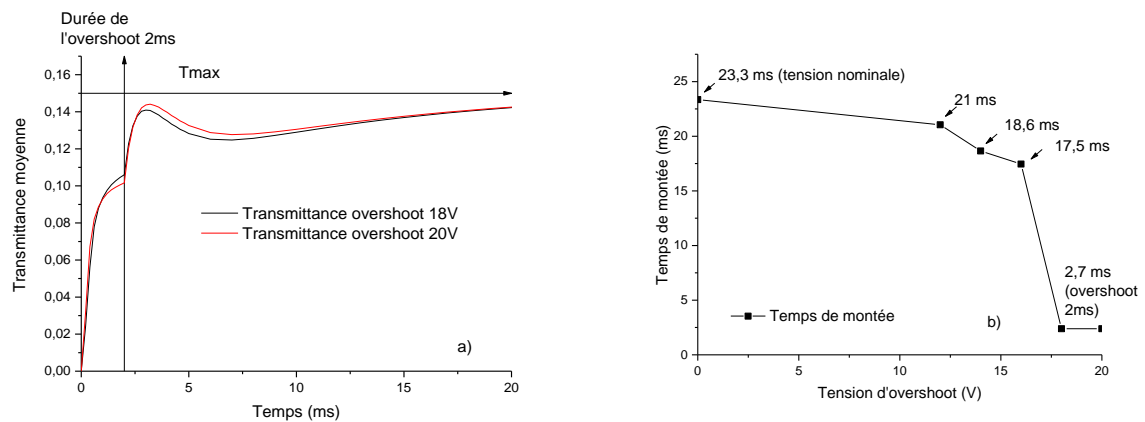 Durée de
l'overshoot 2ms
Tmax
0,16
0,14
0,12
0,10
0,08
0,06
0,04
0,02
0,00
Transmittance moyenne
Transmittance overshoot 18V
Transmittance overshoot 20V
a)
0
5
10
15
20
Temps (ms)
25
20
15
10
5
0
Temps de montée (ms)
23,3 ms (tension nominale)
21 ms
18,6 ms
17,5 ms
2,7 ms
(overshoot
2ms)
Temps de montée
b)
0
5
10
15
20
Tension d'overshoot (V)